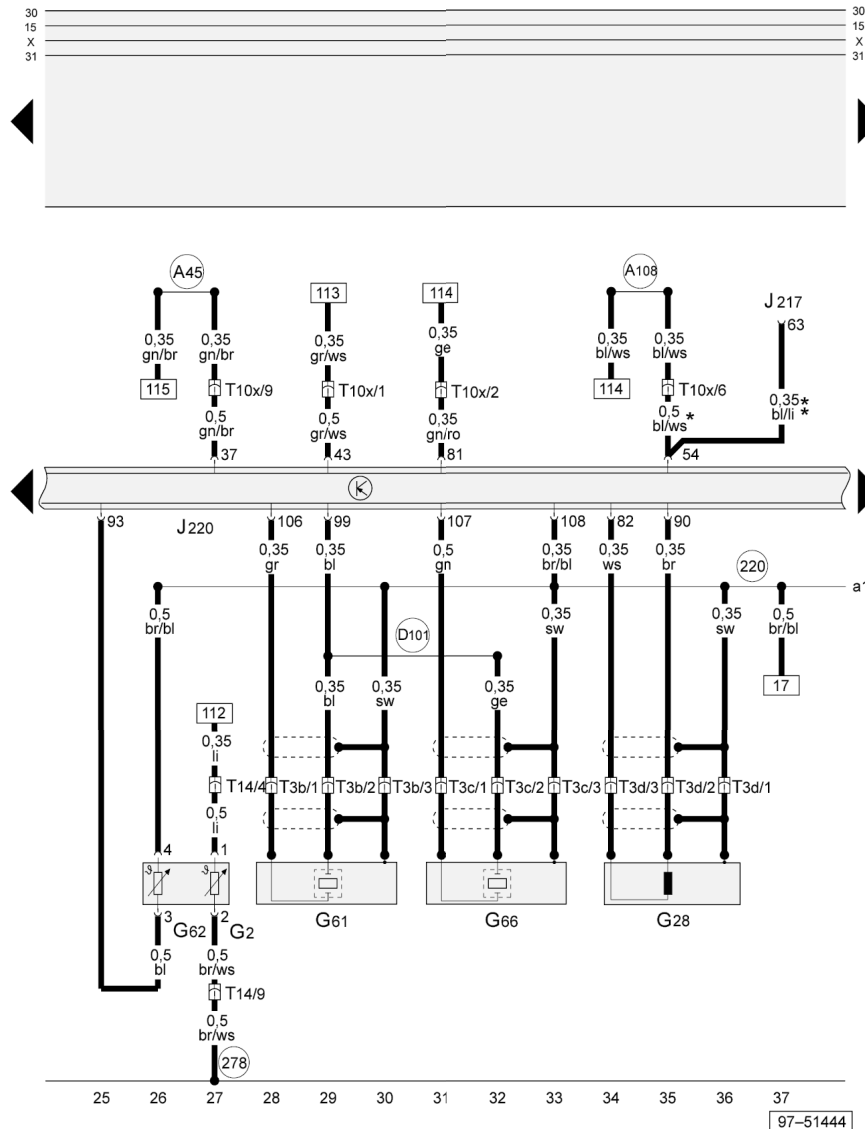 30 30
15 15
X X
31 31
A45 A108
113 114 J 217
63
0,35 0,35 0,35 0,35 0,35 0,35
gn/br gn/br gr/ws ge bl/ws bl/ws
115 T10x/9 T10x/1 T10x/2 114 T10x/6
0,5 0,5 0,35 0,5 0,35 *
gn/br gr/ws gn/ro bl/ws * bl/li *
37 43 81 54
93 J 220 106 99 107 108 82 90
0,35 0,35 0,5 0,35 0,35 0,35
gr bl gn br/bl ws br
220
0,5 0,35 0,35 0,5
br/bl sw sw br/bl
D101
0,35 0,35 0,35 17
bl sw ge
112
0,35
li
T14/4 T3b/1 T3b/2 T3b/3 T3c/1 T3c/2 T3c/3 T3d/3 T3d/2 T3d/1
0,5
li
4 1
3 G62 2 G2 G61 G66 G28
0,5 0,5
bl br/ws
T14/9
0,5
br/ws
278
25 26 27 28 29 30 31 32 33 34 35 36 37
97–51444